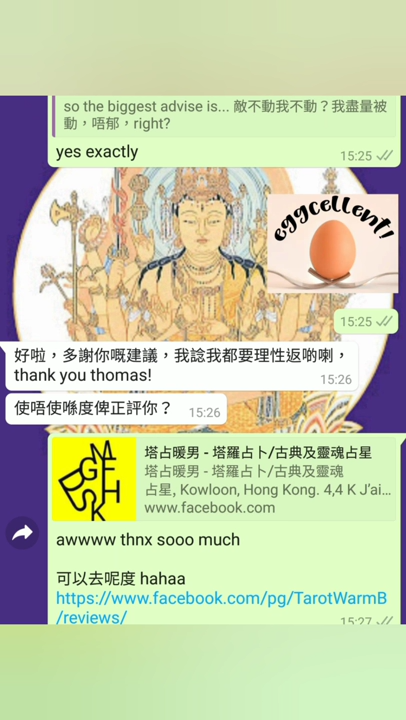 so the biggest advise is... 敵不動我不動？我盡量被
動，唔郁，right?
yes exactly
15:25
eggcellent!
15:25
好啦，多謝你嘅建議，我諗我都要理性返啲喇，
thank you thomas!
15:26
使唔使喺度俾正評你？
15:26
塔占暖男 - 塔羅占卜/古典及靈魂占星
塔占暖男 - 塔羅占卜/古典及靈魂
占星, Kowloon, Hong Kong. 4,4 K J’ai…
www.facebook.com
awwww thnx sooo much
可以去呢度 hahaa
https://www.facebook.com/pg/TarotWarmB
/reviews/
15:27